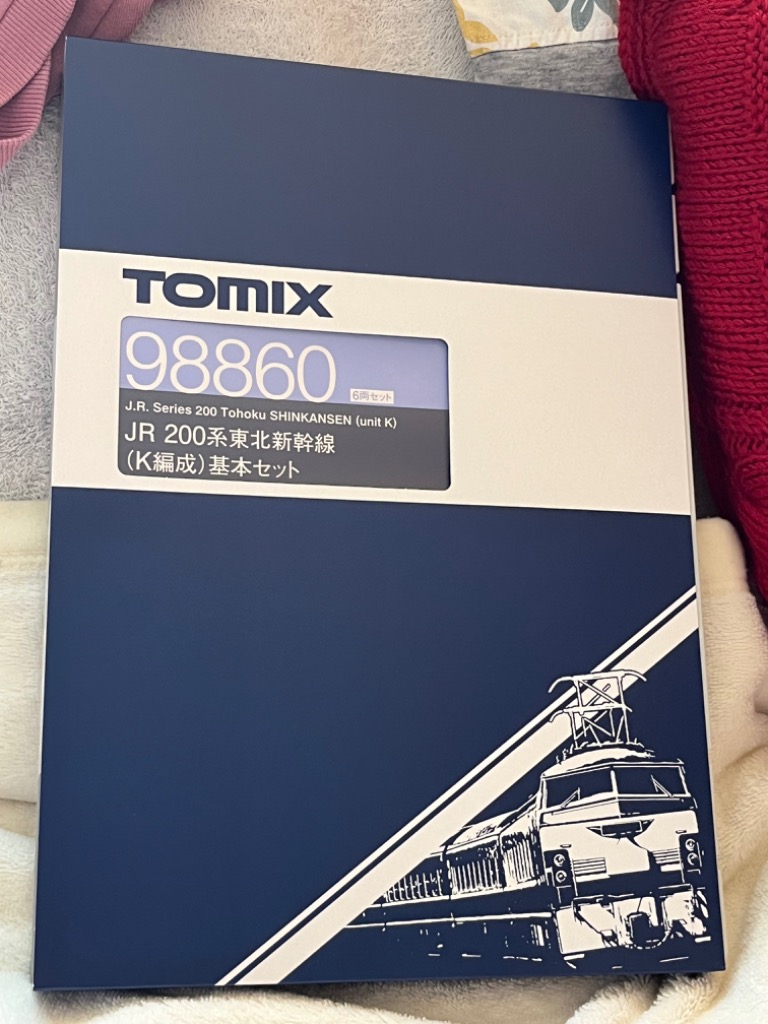 TOMIX
98860
6両セット
J.R. Series 200 Tohoku SHINKANSEN (unit K)
JR 200系東北新幹線
(K編成)基本セット